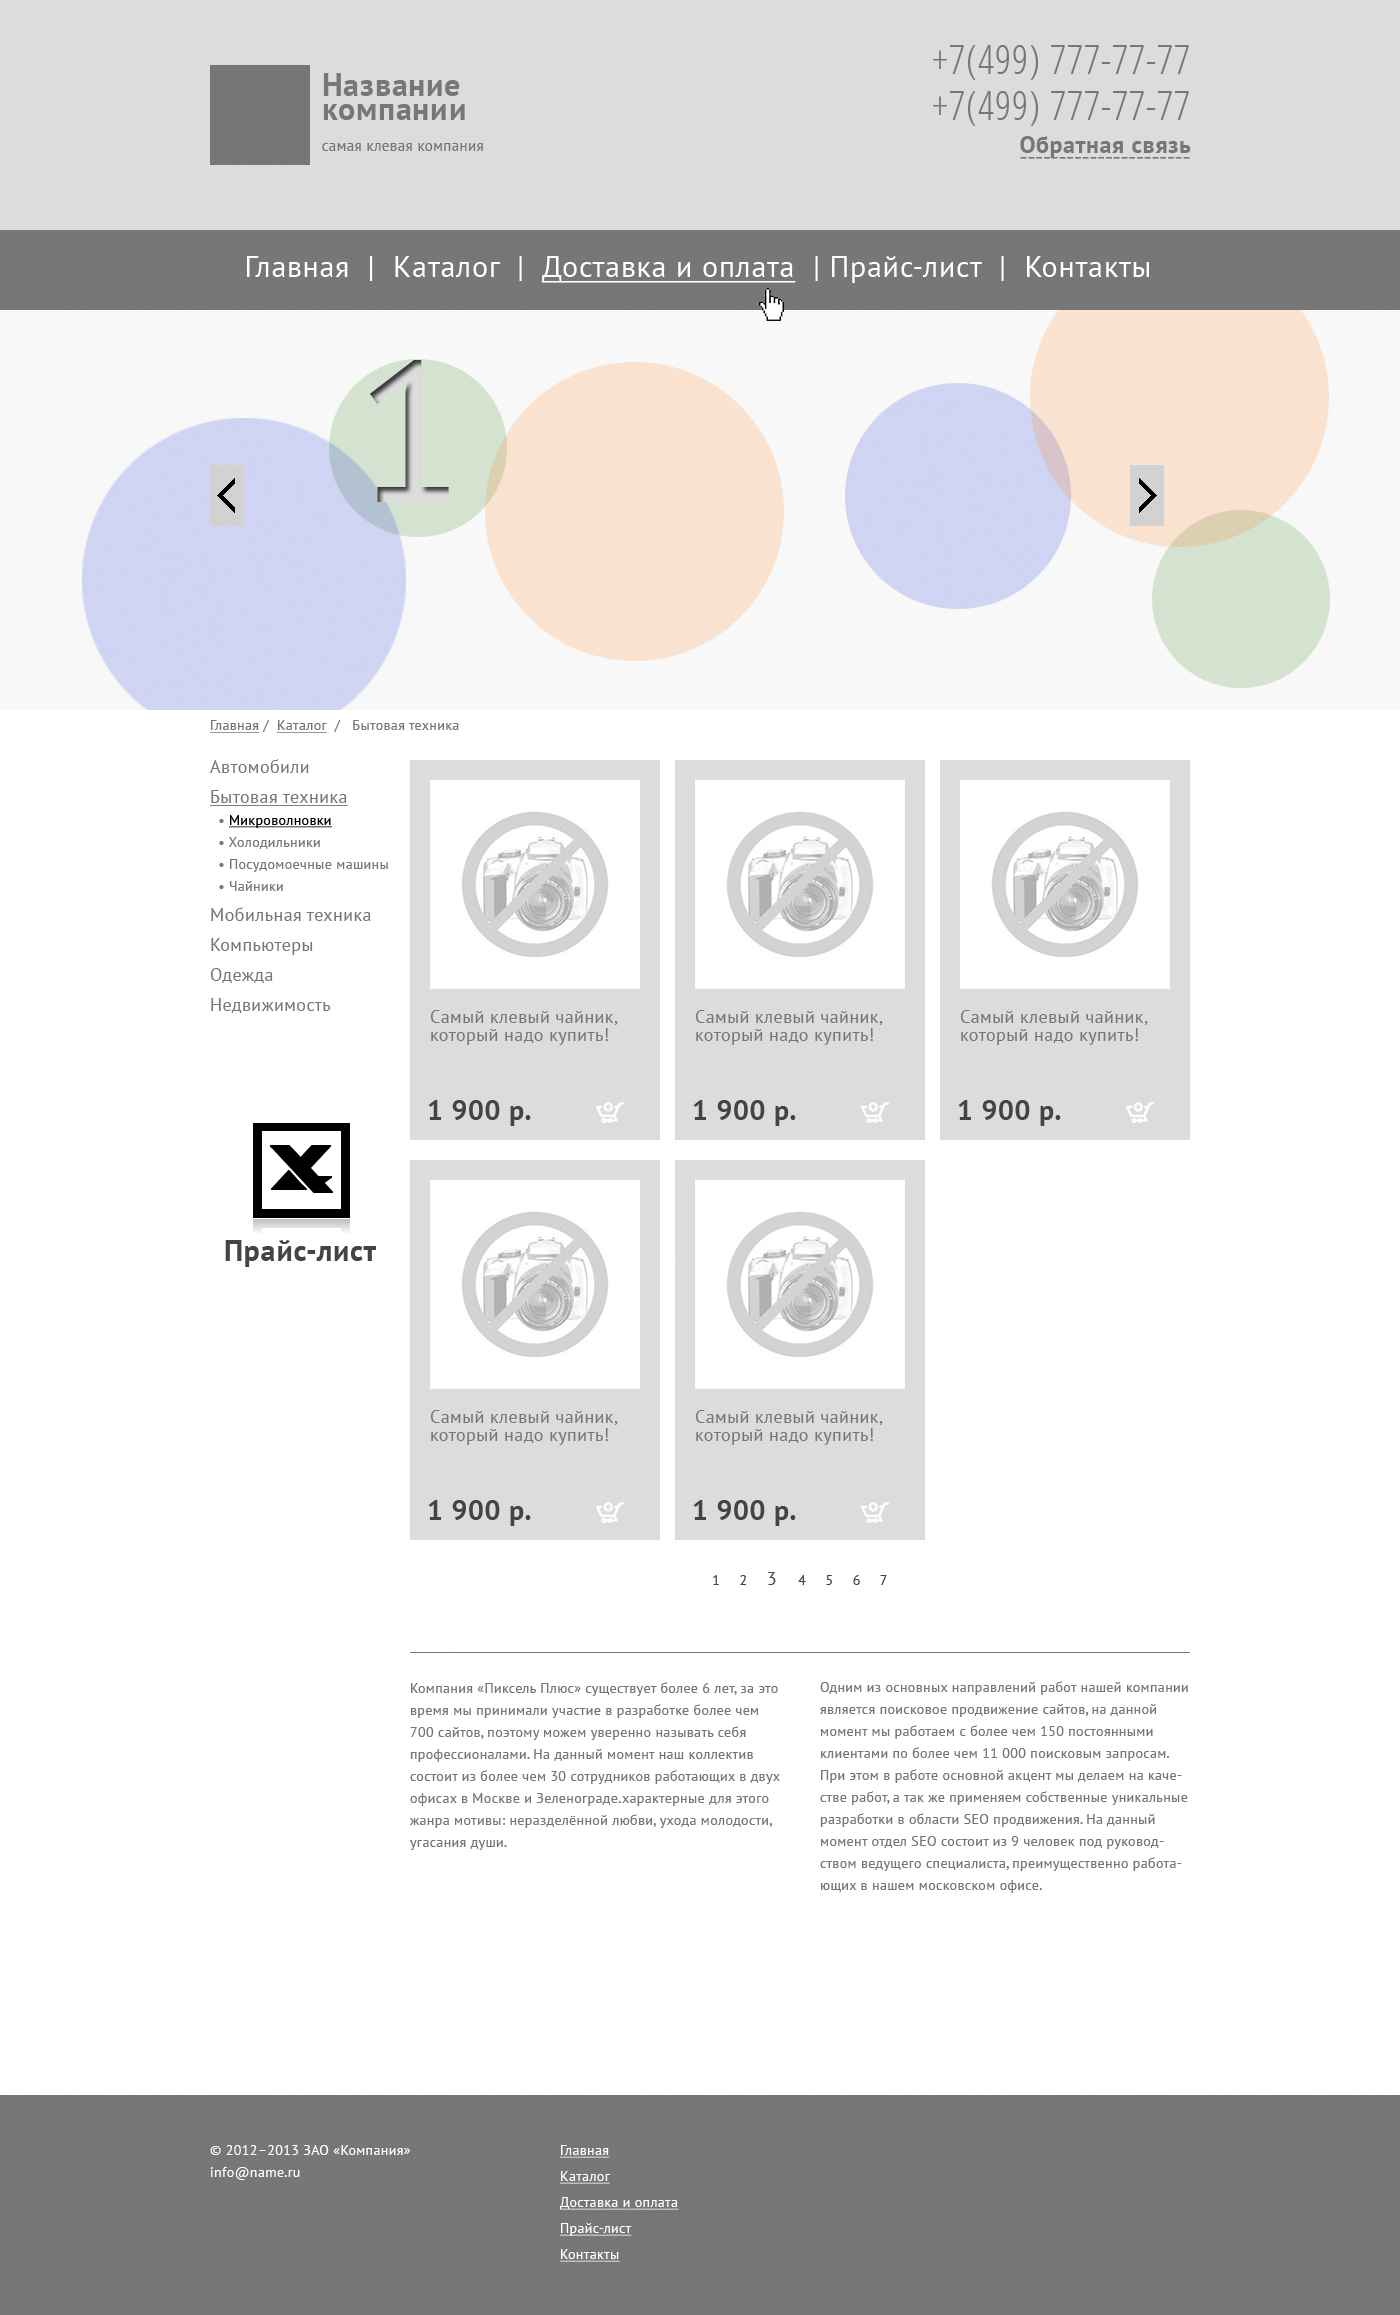 Название
компании
самая клевая компания
+7(499) 777-77-77
+7(499) 777-77-77
Обратная связь
Главная | Каталог | Доставка и оплата | Прайс-лист | Контакты
1
Главная / Каталог / Бытовая техника
Автомобили
Бытовая техника
• Микроволновки
• Холодильники
• Посудомоечные машины
• Чайники
Мобильная техника
Компьютеры
Одежда
Недвижимость
Прайс-лист
Самый клевый чайник,
который надо купить!
1 900 р.
Самый клевый чайник,
который надо купить!
1 900 р.
Самый клевый чайник,
который надо купить!
1 900 р.
Самый клевый чайник,
который надо купить!
1 900 р.
Самый клевый чайник,
который надо купить!
1 900 р.
1 2 3 4 5 6 7
Компания «Пиксель Плюс» существует более 6 лет, за это
время мы принимали участие в разработке более чем
700 сайтов, поэтому можем уверенно называть себя
профессионалами. На данный момент наш коллектив
состоит из более чем 30 сотрудников работающих в двух
офисах в Москве и Зеленограде.характерные для этого
жанра мотивы: неразделённой любви, ухода молодости,
угасания души.
Одним из основных направлений работ нашей компании
является поисковое продвижение сайтов, на данной
момент мы работаем с более чем 150 постоянными
клиентами по более чем 11 000 поисковым запросам.
При этом в работе основной акцент мы делаем на каче-
стве работ, а так же применяем собственные уникальные
разработки в области SEO продвижения. На данный
момент отдел SEO состоит из 9 человек под руковод-
ством ведущего специалиста, преимущественно работа-
ющих в нашем московском офисе.
© 2012–2013 ЗАО «Компания»
info@name.ru
Главная
Каталог
Доставка и оплата
Прайс-лист
Контакты